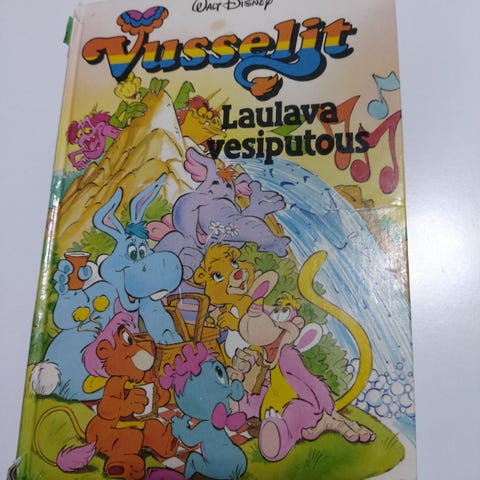 WALT DISNEY
Vusselit
Laulava
vesiputous